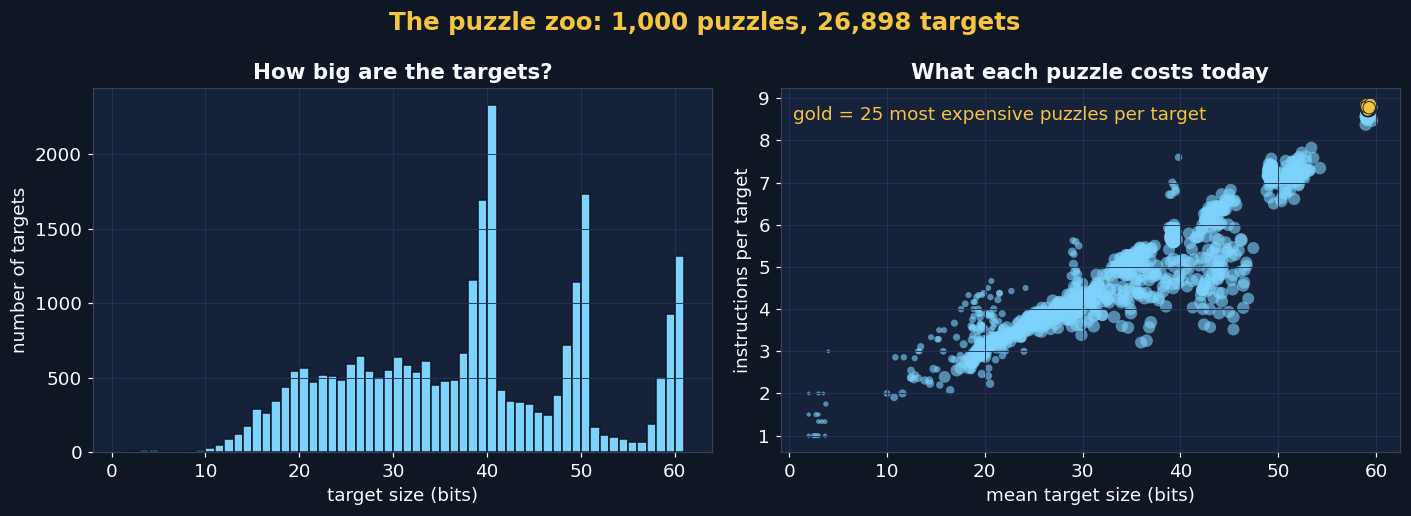 The puzzle zoo: 1,000 puzzles, 26,898 targets
How big are the targets?
number of targets
2000
1500
1000
500
0
0 10 20 30 40 50 60
target size (bits)
What each puzzle costs today
gold = 25 most expensive puzzles per target
instructions per target
9
8
7
6
5
4
3
2
1
0 10 20 30 40 50 60
mean target size (bits)